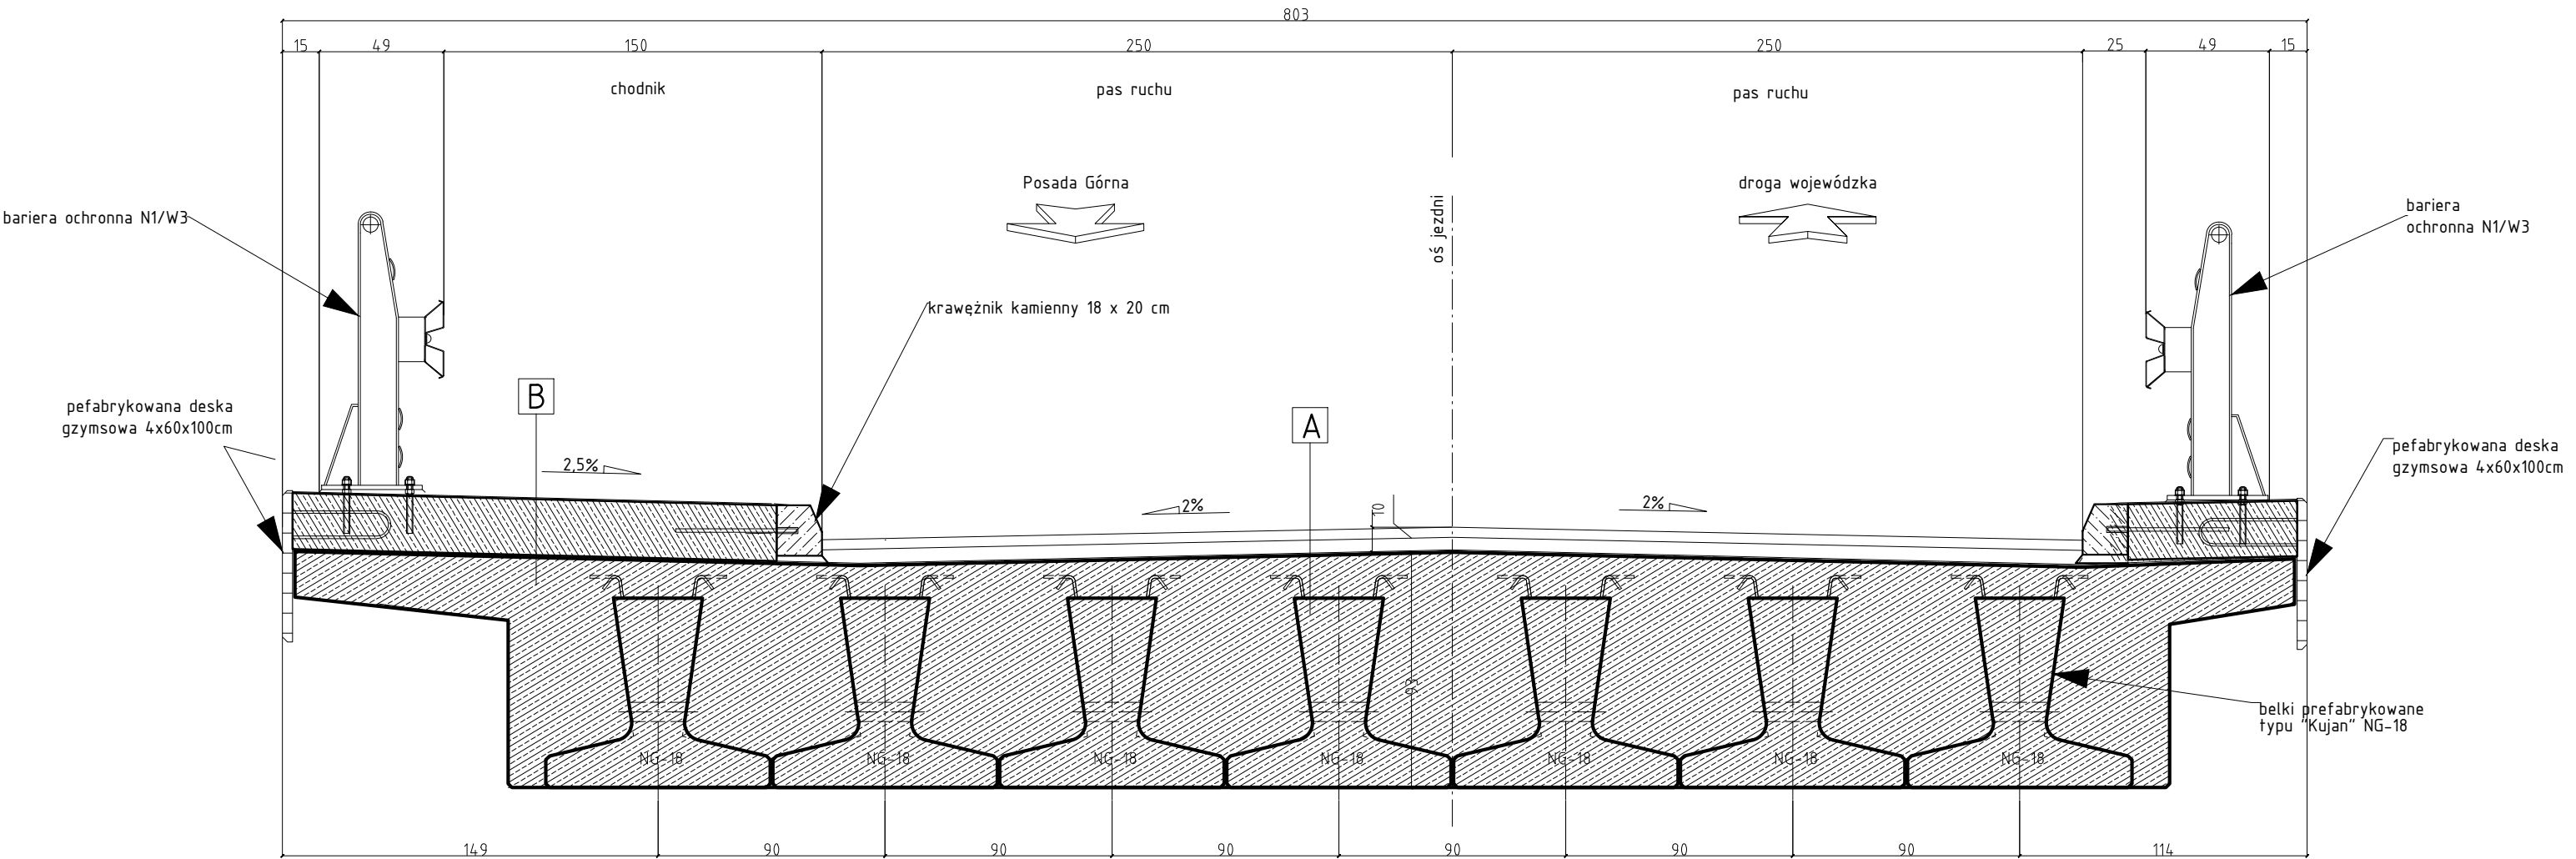 803
15 49 150 250 250 25 49 15
chodnik
pas ruchu
pas ruchu
Posada Górna
droga wojewódzka
oś jezdni
bariera ochronna N1/W3
bariera
ochronna N1/W3
krawężnik kamienny 18 x 20 cm
B
A
pefabrykowana deska
gzymsowa 4x60x100cm
pefabrykowana deska
gzymsowa 4x60x100cm
2,5%
2%
2%
10
belki prefabrykowane
typu "Kujan" NG-18
NG-18 NG-18 NG-18 NG-18 NG-18 NG-18 NG-18
149 90 90 90 90 90 90 114